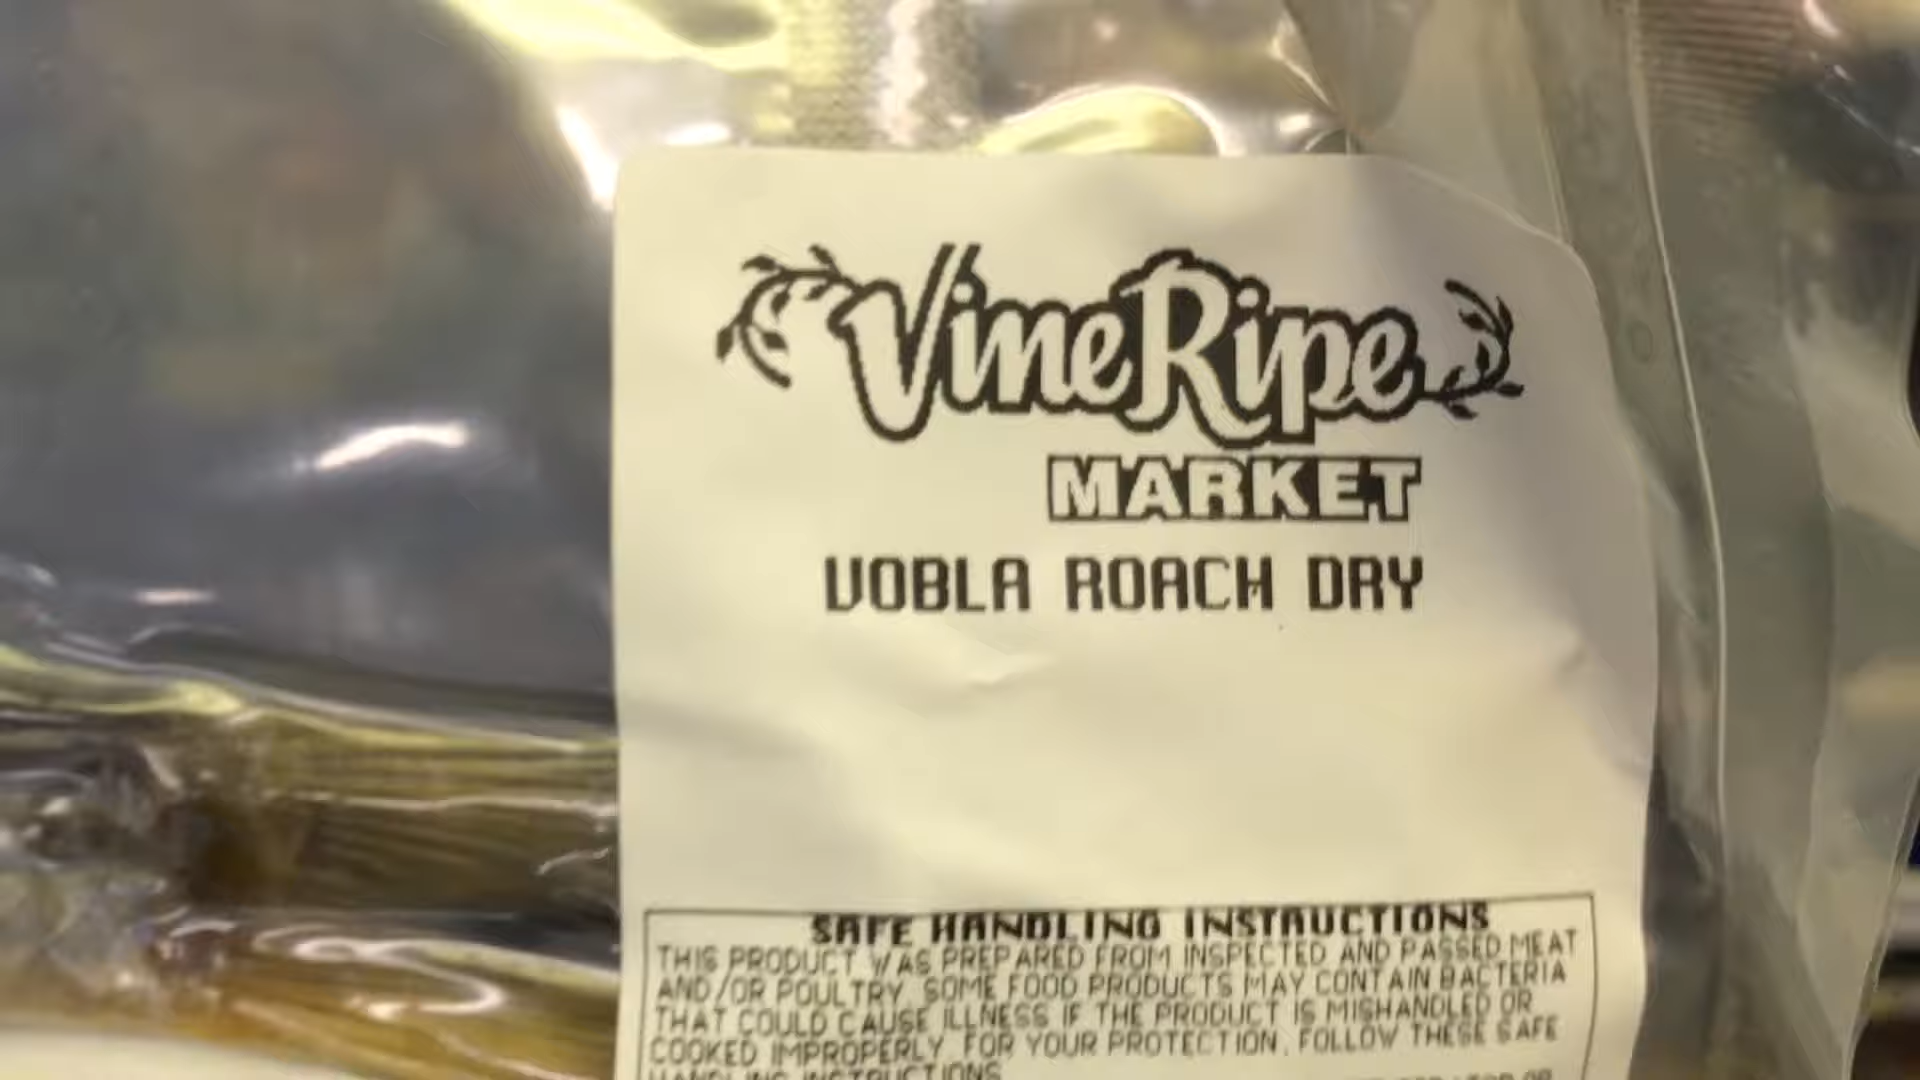 VineRipe
MARKET
VOBLA ROACH DRY
SAFE HANDLING INSTRUCTIONS
THIS PRODUCT WAS PREPARED FROM INSPECTED AND PASSED MEAT
AND/OR POULTRY. SOME FOOD PRODUCTS MAY CONTAIN BACTERIA
THAT COULD CAUSE ILLNESS IF THE PRODUCT IS MISHANDLED OR
COOKED IMPROPERLY. FOR YOUR PROTECTION, FOLLOW THESE SAFE
HANDLING INSTRUCTIONS